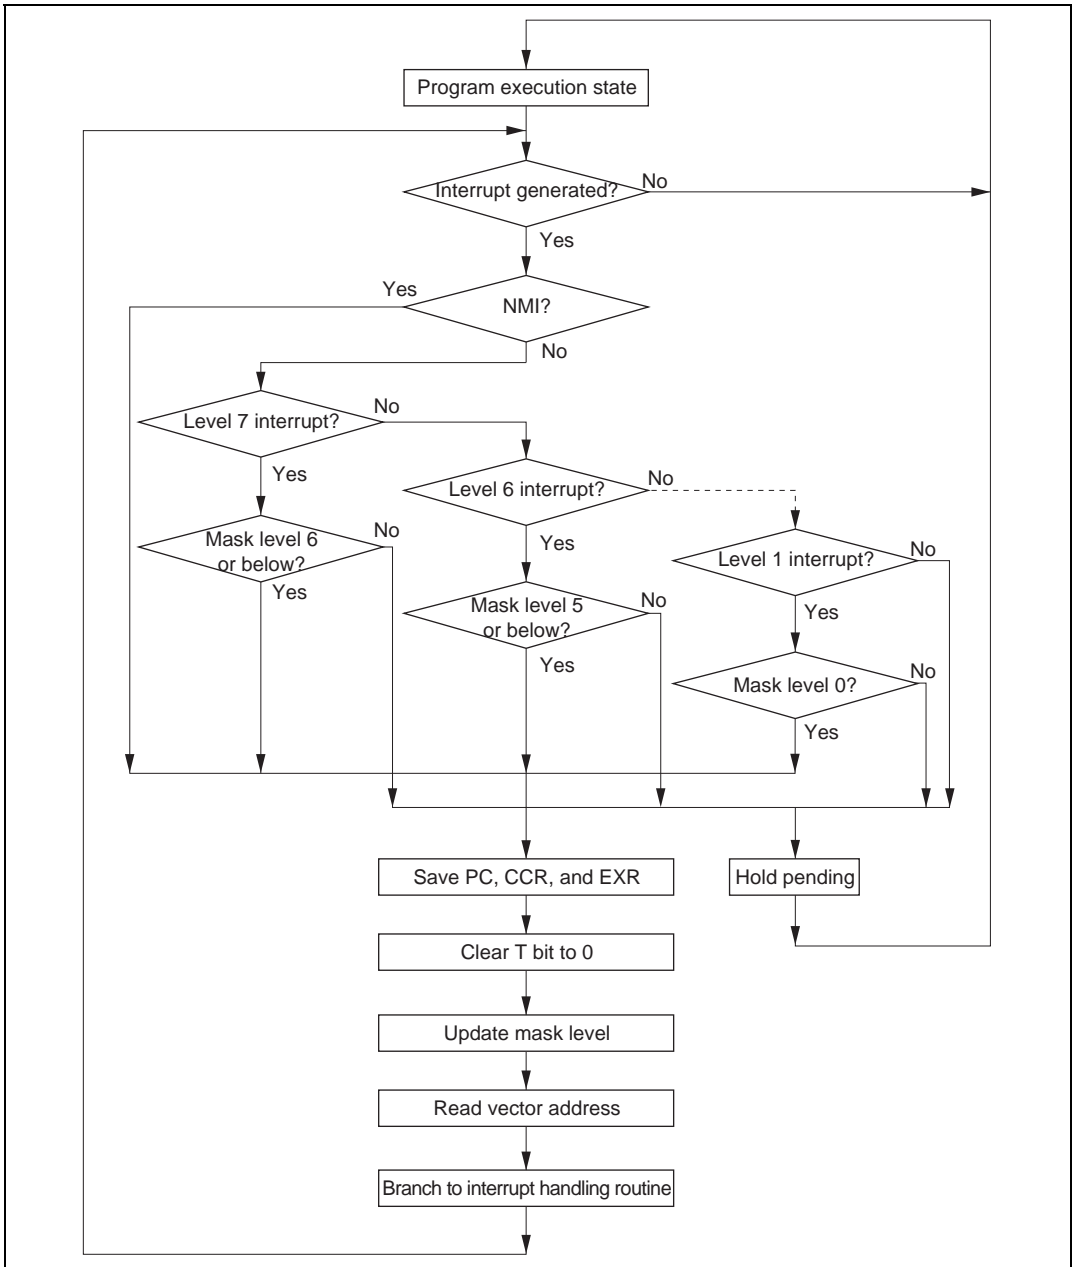 Program execution state
Interrupt generated?
No
Yes
Yes
NMI?
No
Level 7 interrupt?
No
Yes
Level 6 interrupt?
No
Mask level 6
or below?
No
Yes
Level 1 interrupt?
No
Yes
Mask level 5
or below?
No
Yes
Yes
Mask level 0?
No
Yes
Save PC, CCR, and EXR
Hold pending
Clear T bit to 0
Update mask level
Read vector address
Branch to interrupt handling routine